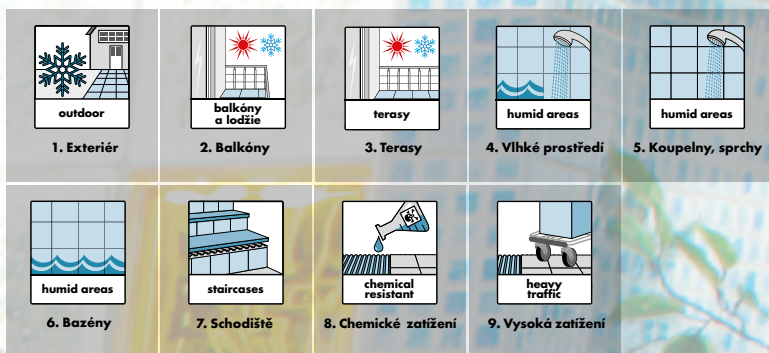 outdoor
balkóny
a lodžie
terasy
humid areas
humid areas
1. Exteriér
2. Balkóny
3. Terasy
4. Vlhké prostředí
5. Koupelny, sprchy
humid areas
staircases
chemical
resistant
heavy
traffic
6. Bazény
7. Schodiště
8. Chemické zatížení
9. Vysoká zatížení